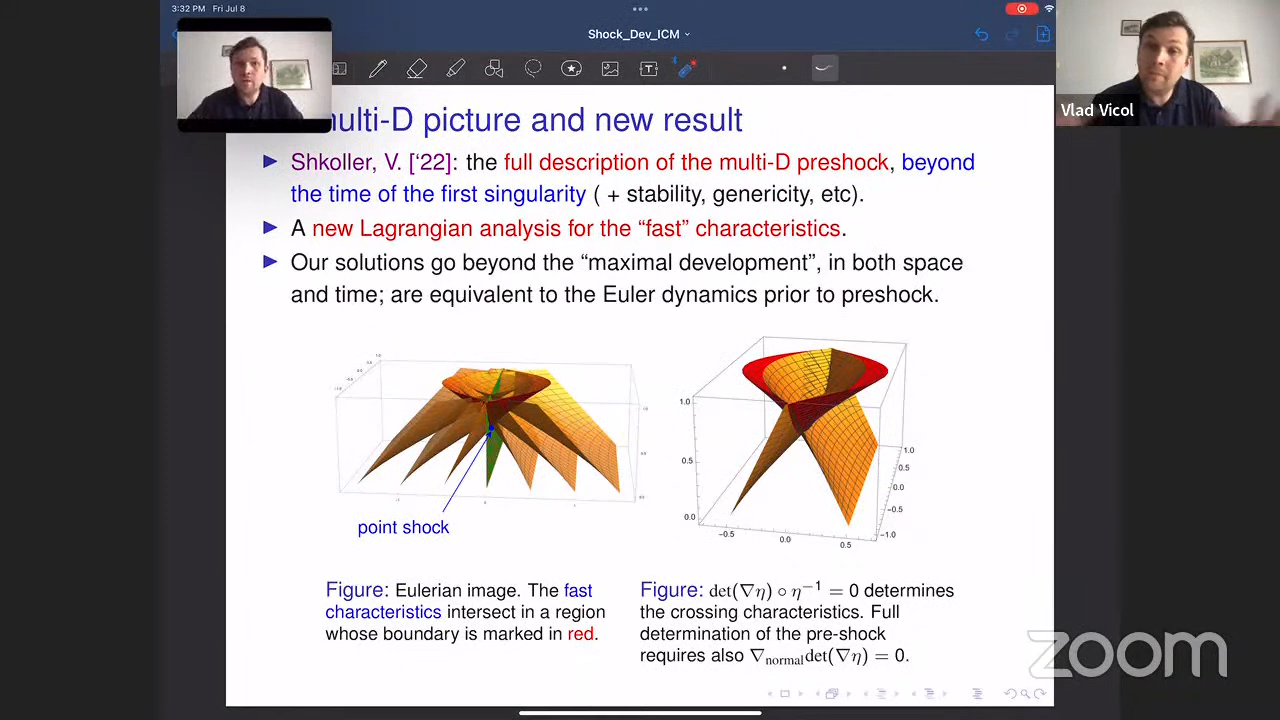 3:32 PM Fri Jul 8
Shock_Dev_ICM
Vlad Vicol
multi-D picture and new result
Shkoller, V. [‘22]: the full description of the multi-D preshock, beyond
the time of the first singularity ( + stability, genericity, etc).
A new Lagrangian analysis for the “fast” characteristics.
Our solutions go beyond the “maximal development”, in both space
and time; are equivalent to the Euler dynamics prior to preshock.
point shock
1.0
0.5
0.0
-0.5
0.0
0.5
1.0
0.5
0.0
-0.5
-1.0
Figure: Eulerian image. The fast
characteristics intersect in a region
whose boundary is marked in red.
Figure: det(∇η) ∘ η⁻¹ = 0 determines
the crossing characteristics. Full
determination of the pre-shock
requires also ∇normal det(∇η) = 0.
zoom